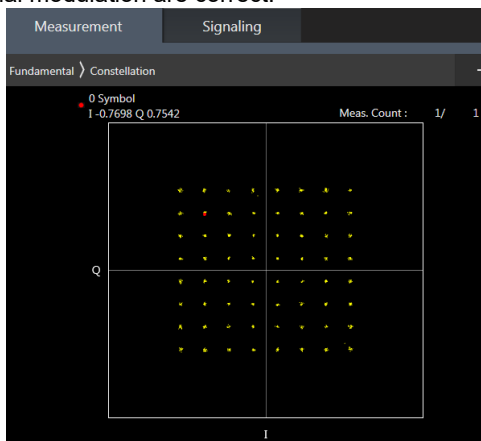 Measurement Signaling
Fundamental 〉 Constellation
0 Symbol
I -0.7698 Q 0.7542 Meas. Count : 1/ 1
Q
I